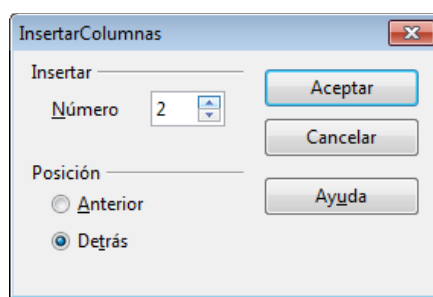 InsertarColumnas
Insertar
Número 2
Aceptar
Cancelar
Posición
Anterior
Ayuda
Detrás